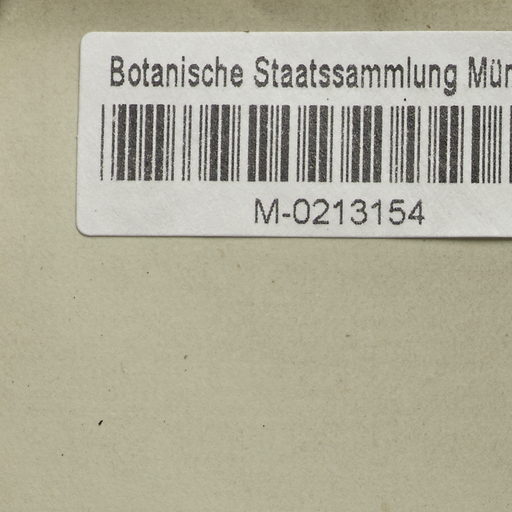 Botanische Staatssammlung Mün
M-0213154